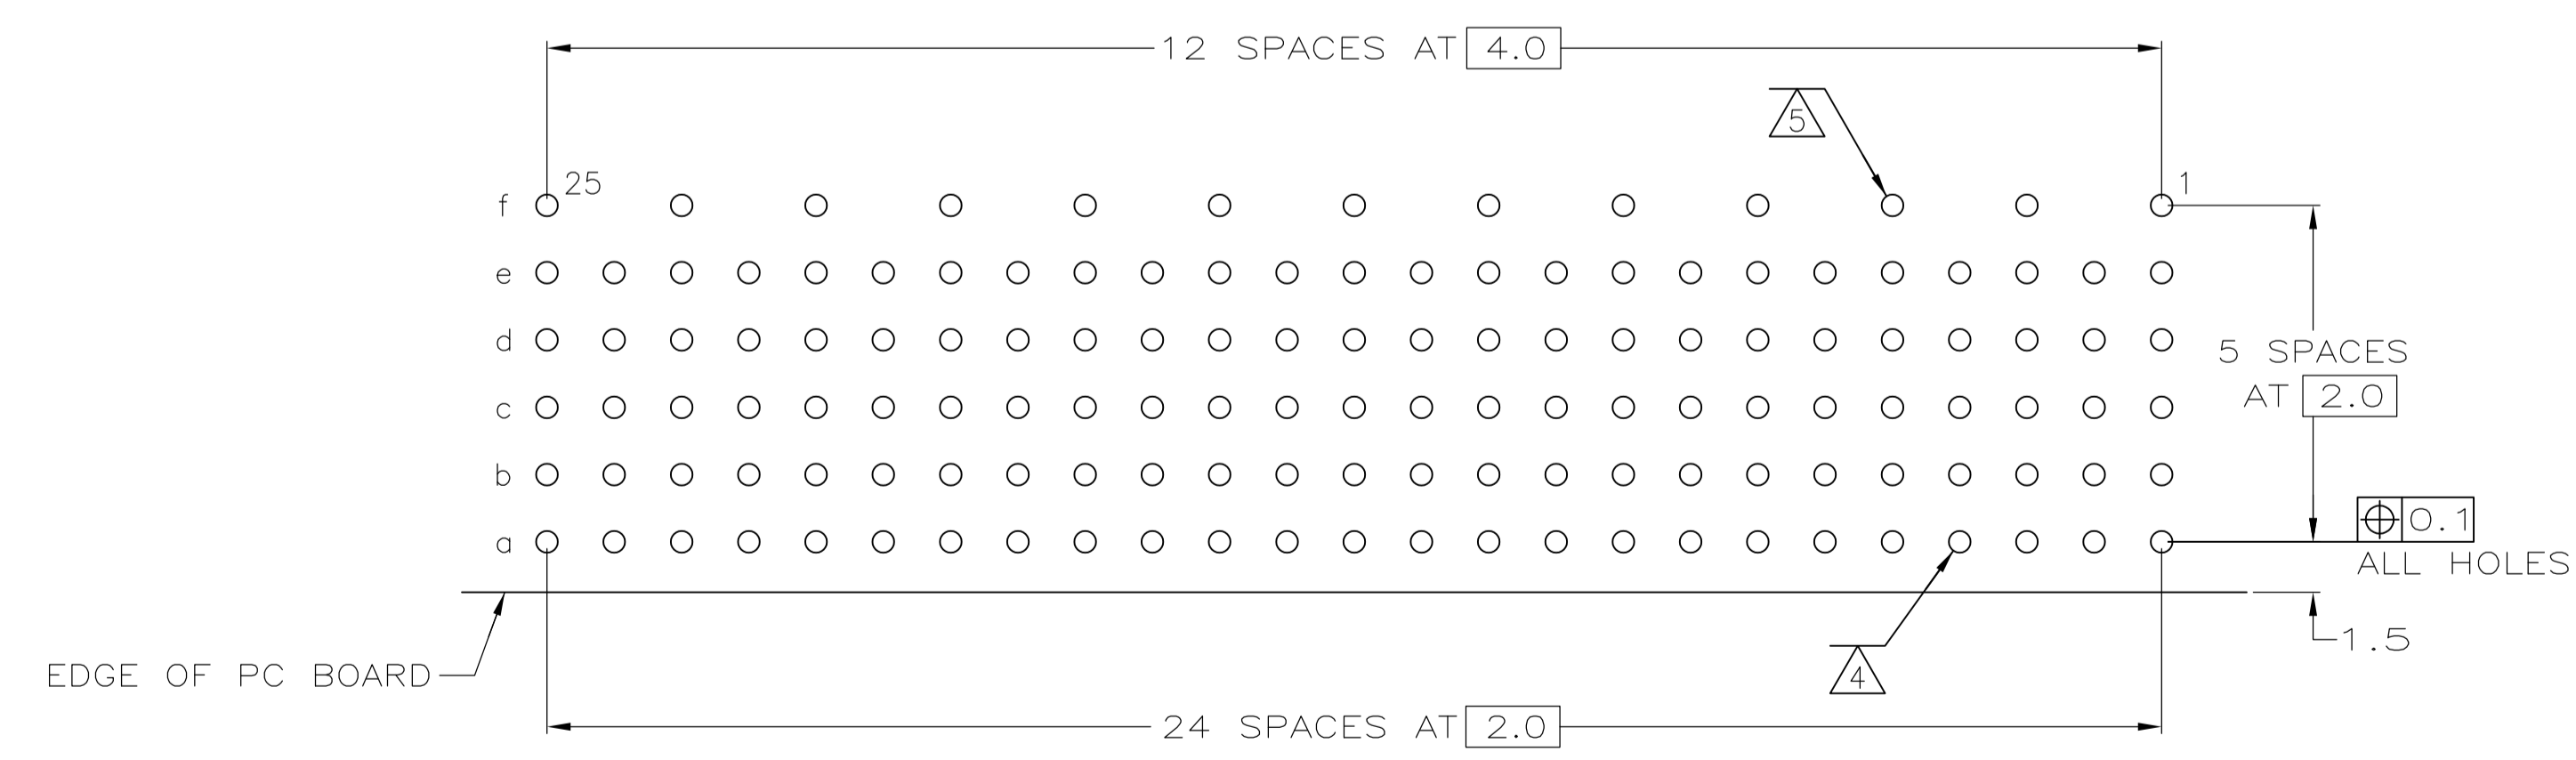 12 SPACES AT 4.0
5
25
1
f
e
d
5 SPACES
AT 2.0
c
b
0.1
a
ALL HOLES
1.5
EDGE OF PC BOARD
4
24 SPACES AT 2.0